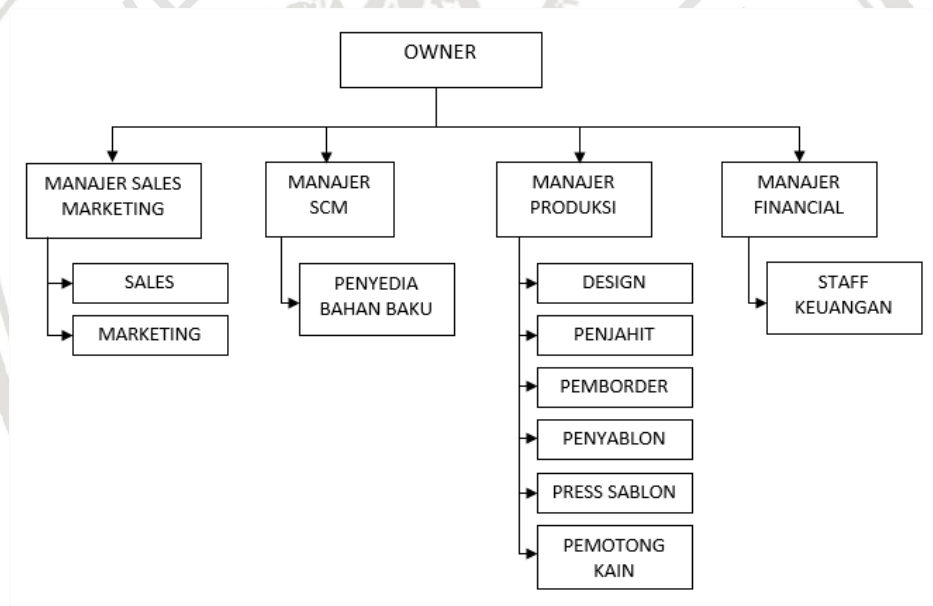 OWNER
MANAJER SALES
MARKETING
MANAJER
SCM
MANAJER
PRODUKSI
MANAJER
FINANCIAL
SALES
MARKETING
PENYEDIA
BAHAN BAKU
DESIGN
PENJAHIT
PEMBORDER
PENYABLON
PRESS SABLON
PEMOTONG
KAIN
STAFF
KEUANGAN